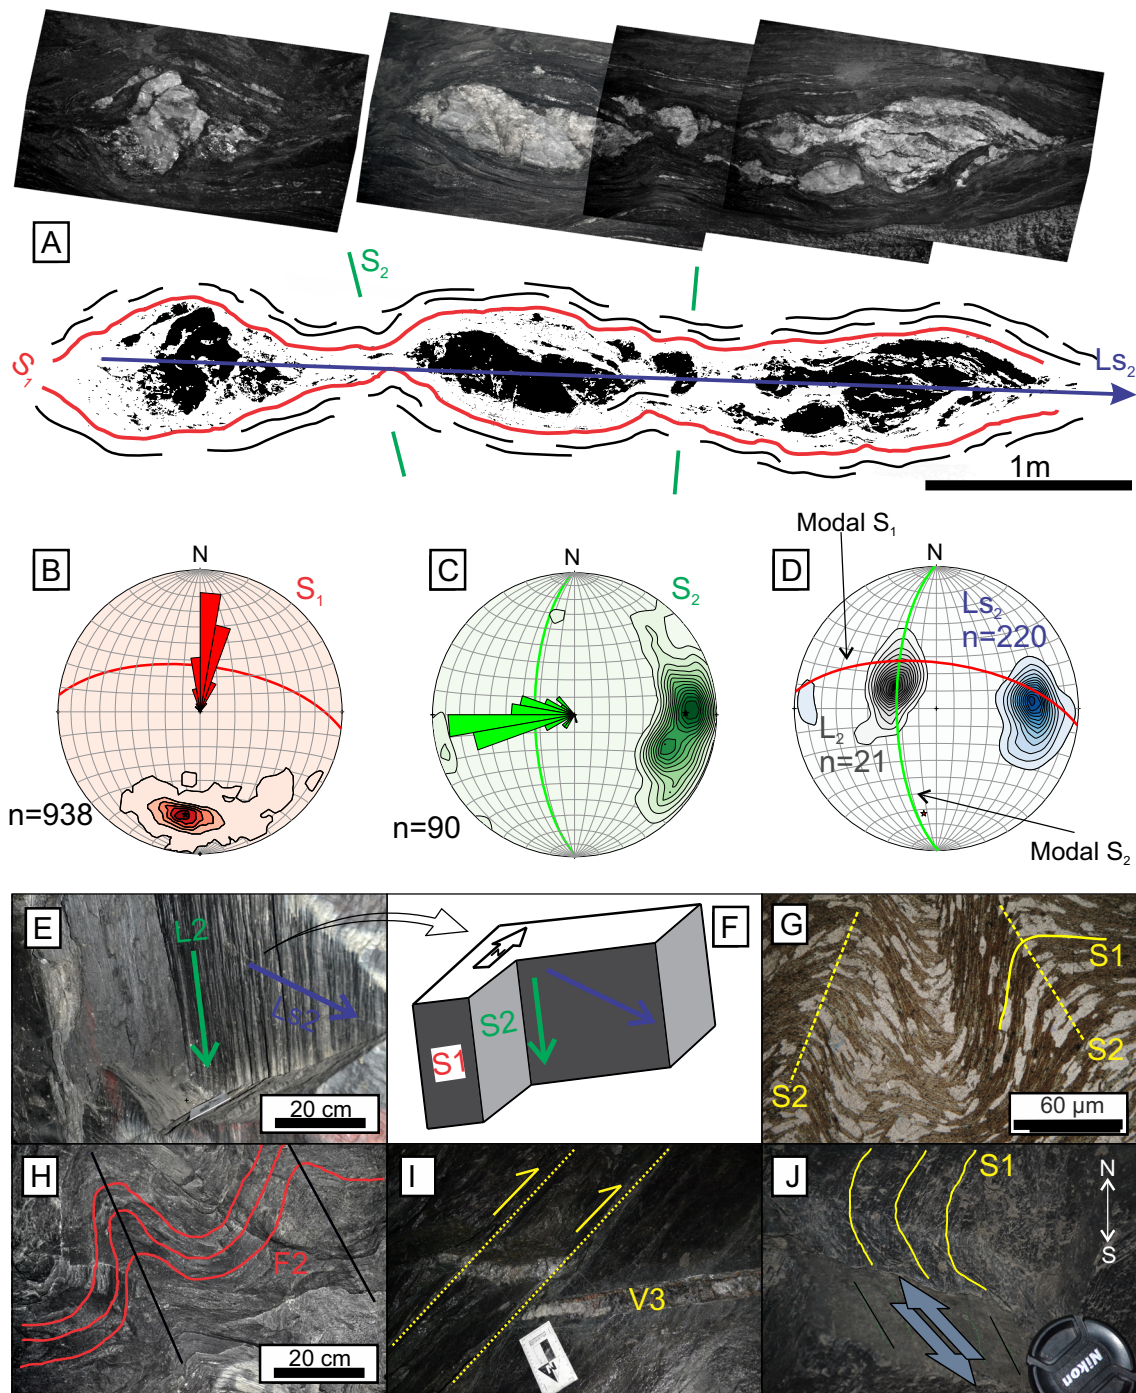 A
S2
S1
Ls2
1m
B
N
S1
n=938
C
N
S2
n=90
Modal S1
D
N
Ls2
n=220
L2
n=21
Modal S2
E
L2
Ls2
20 cm
F
N
S2
S1
G
S1
S2
S2
60 µm
H
F2
20 cm
I
V3
N
J
S1
N
S
Nikon